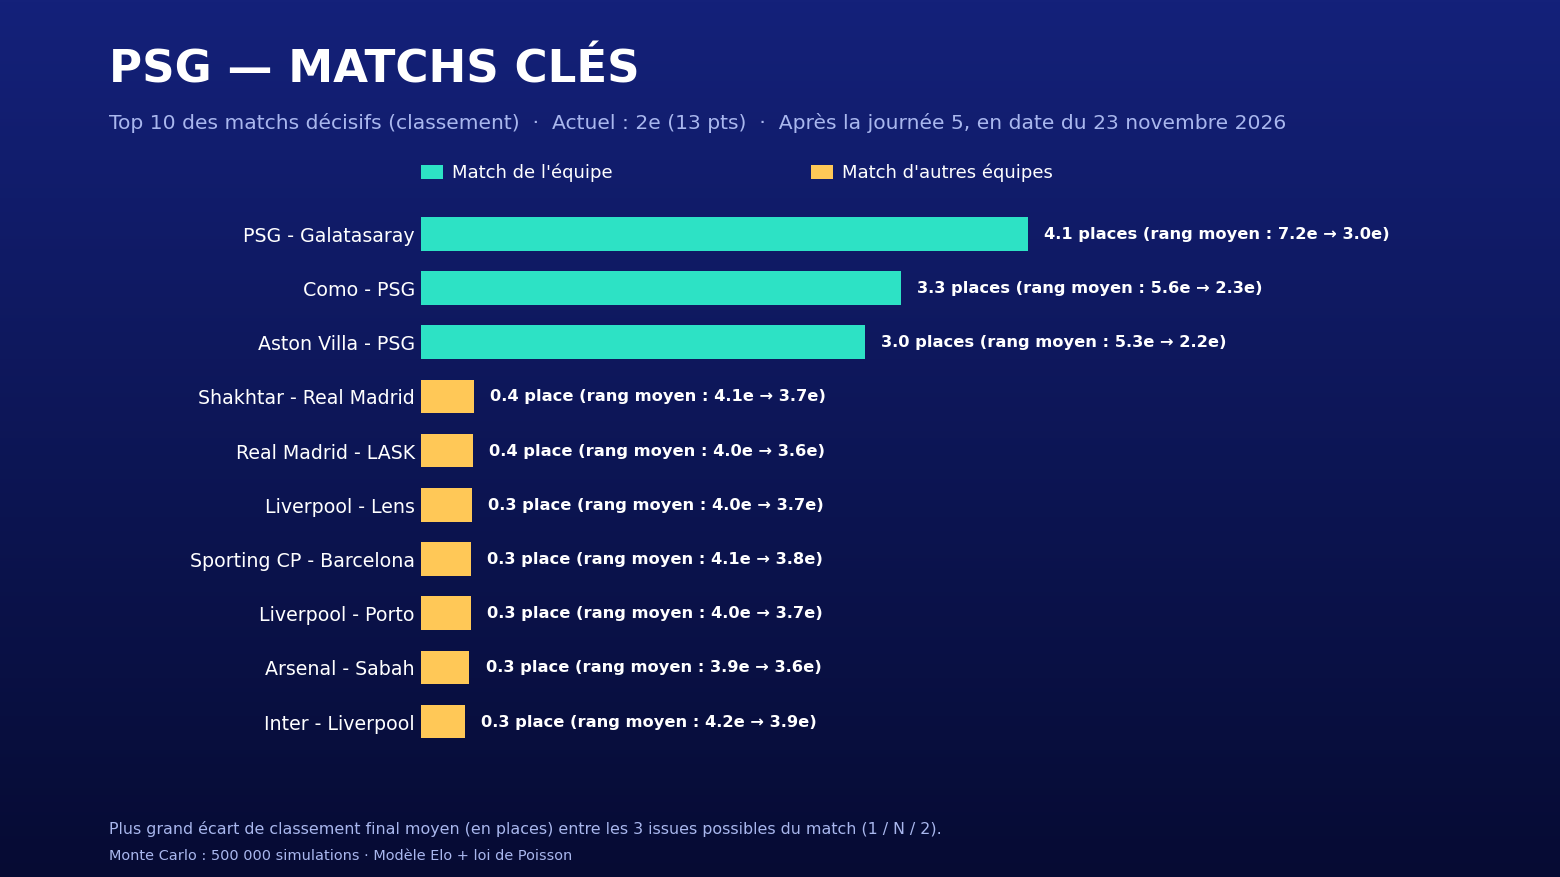 PSG — MATCHS CLÉS
Top 10 des matchs décisifs (classement) · Actuel : 2e (13 pts) · Après la journée 5, en date du 23 novembre 2026
Match de l'équipe Match d'autres équipes
PSG - Galatasaray 4.1 places (rang moyen : 7.2e → 3.0e)
Como - PSG 3.3 places (rang moyen : 5.6e → 2.3e)
Aston Villa - PSG 3.0 places (rang moyen : 5.3e → 2.2e)
Shakhtar - Real Madrid 0.4 place (rang moyen : 4.1e → 3.7e)
Real Madrid - LASK 0.4 place (rang moyen : 4.0e → 3.6e)
Liverpool - Lens 0.3 place (rang moyen : 4.0e → 3.7e)
Sporting CP - Barcelona 0.3 place (rang moyen : 4.1e → 3.8e)
Liverpool - Porto 0.3 place (rang moyen : 4.0e → 3.7e)
Arsenal - Sabah 0.3 place (rang moyen : 3.9e → 3.6e)
Inter - Liverpool 0.3 place (rang moyen : 4.2e → 3.9e)
Plus grand écart de classement final moyen (en places) entre les 3 issues possibles du match (1 / N / 2).
Monte Carlo : 500 000 simulations · Modèle Elo + loi de Poisson